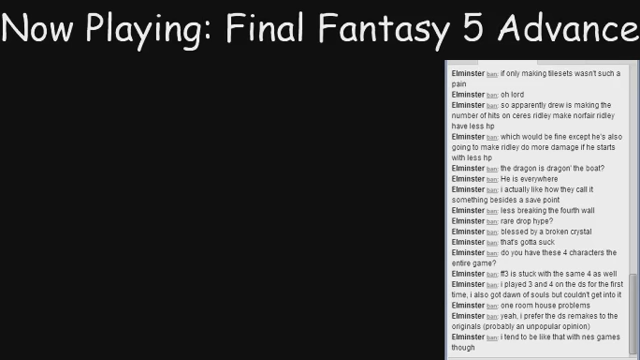 Now Playing: Final Fantasy 5 Advance
Elminster ban: if only making tilesets wasn't such a
pain
Elminster ban: oh lord
Elminster ban: so apparently drew is making the
number of hits on ceres ridley make norfair ridley
have less hp
Elminster ban: which would be fine except he's also
going to make ridley do more damage if he starts
with less hp
Elminster ban: the dragon is dragon' the boat?
Elminster ban: He is everywhere
Elminster ban: i actually like how they call it
something besides a save point
Elminster ban: less breaking the fourth wall
Elminster ban: rare drop hype?
Elminster ban: blessed by a broken crystal
Elminster ban: that's gotta suck
Elminster ban: do you have these 4 characters the
entire game?
Elminster ban: ff3 is stuck with the same 4 as well
Elminster ban: i played 3 and 4 on the ds for the first
time, i also got dawn of souls but couldn't get into it
Elminster ban: one room house problems
Elminster ban: yeah, i prefer the ds remakes to the
originals (probably an unpopular opinion)
Elminster ban: i tend to be like that with nes games
though